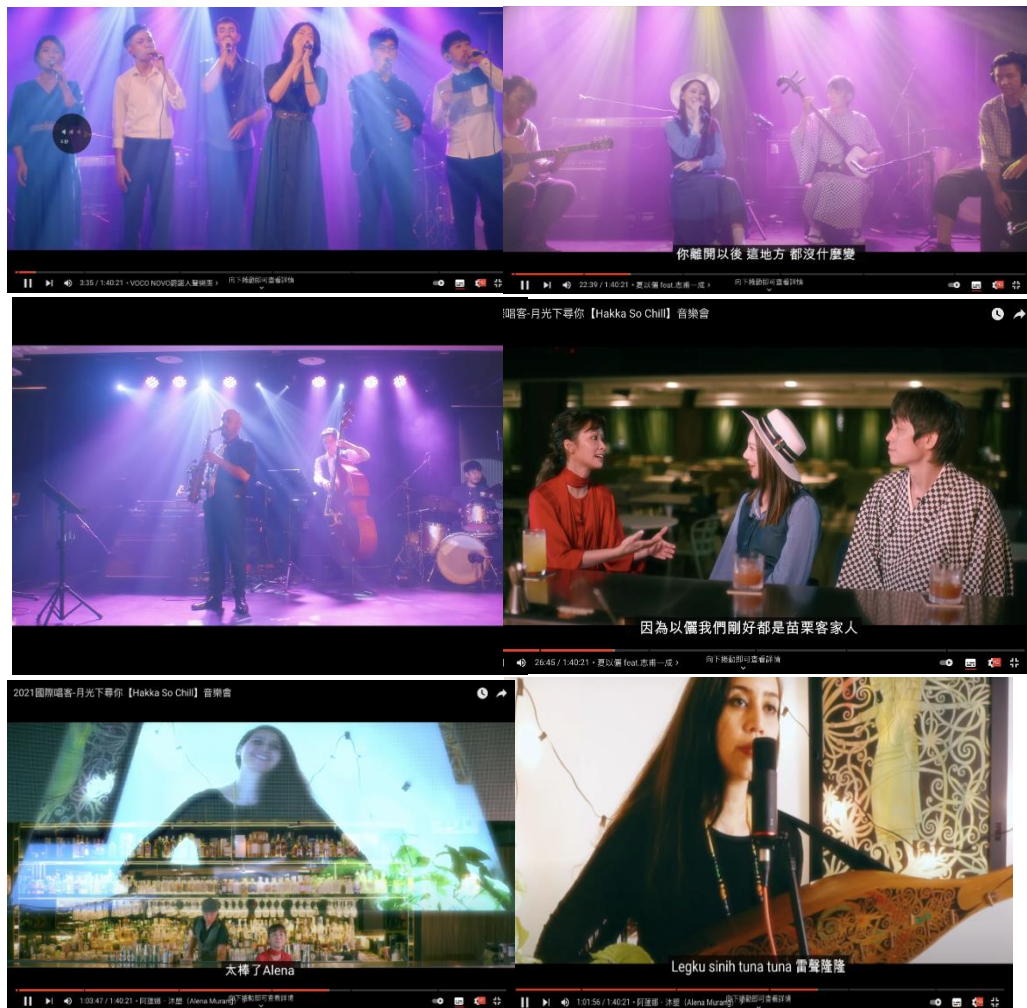 3:35 / 1:40:21・VOCO NOVO爵諾人聲樂團 ›
向下捲動即可查看詳情
你離開以後 這地方 都沒什麼變
22:39 / 1:40:21・夏以儷 feat.志甫一成 ›
向下捲動即可查看詳情
唱客-月光下尋你【Hakka So Chill】音樂會
因為以儷我們剛好都是苗栗客家人
26:45 / 1:40:21・夏以儷 feat.志甫一成 ›
向下捲動即可查看詳情
2021國際唱客-月光下尋你【Hakka So Chill】音樂會
太棒了Alena
1:03:47 / 1:40:21・阿蓮娜・沐塱（Alena Murang）
向下捲動即可查看詳情
Legku sinih tuna tuna 雷聲隆隆
1:01:56 / 1:40:21・阿蓮娜・沐塱（Alena Murang）
向下捲動即可查看詳情